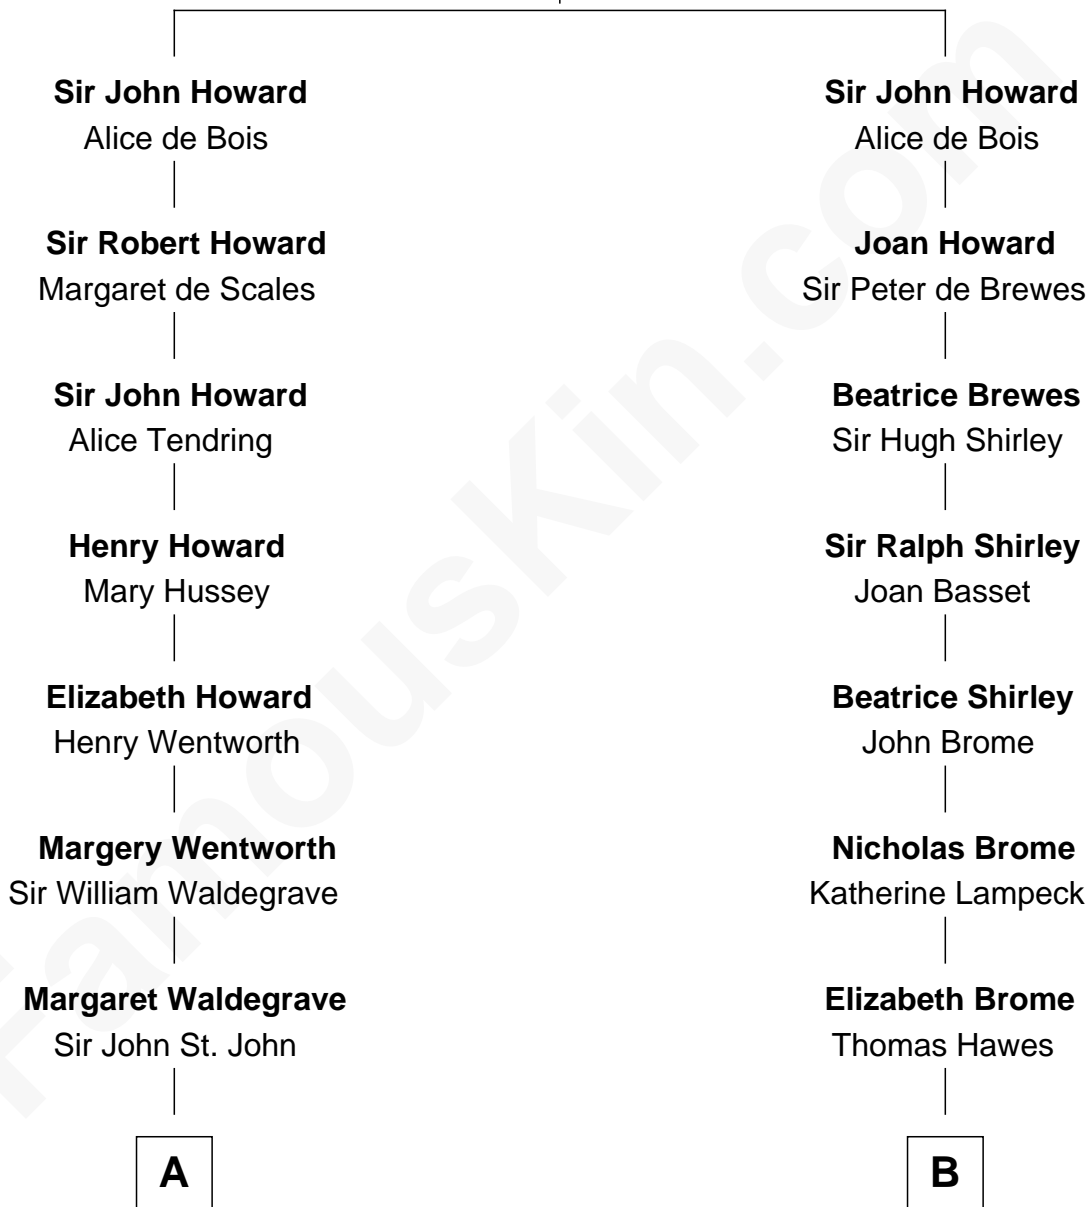 Sir John Howard
Alice de Bois
Sir Robert Howard
Margaret de Scales
Sir John Howard
Alice Tendring
Henry Howard
Mary Hussey
Elizabeth Howard
Henry Wentworth
Margery Wentworth
Sir William Waldegrave
Margaret Waldegrave
Sir John St. John
A
Sir John Howard
Alice de Bois
Joan Howard
Sir Peter de Brewes
Beatrice Brewes
Sir Hugh Shirley
Sir Ralph Shirley
Joan Basset
Beatrice Shirley
John Brome
Nicholas Brome
Katherine Lampeck
Elizabeth Brome
Thomas Hawes
B
FamousKin.com